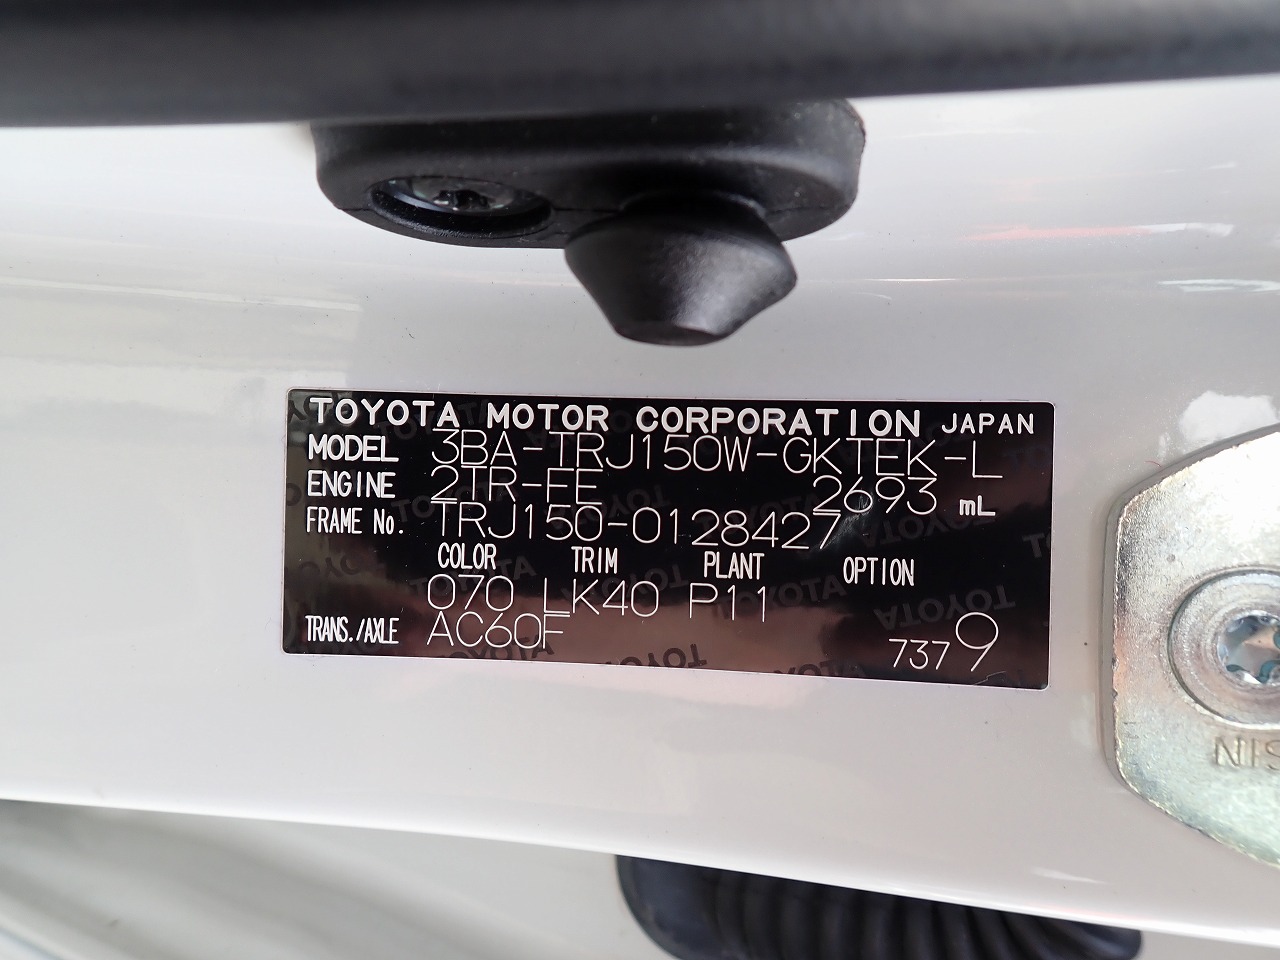 TOYOTA MOTOR CORPORATION JAPAN
MODEL 3BA-TRJ150W-GKTEK-L
ENGINE 2TR-FE 2693 mL
FRAME No. TRJ150-0128427
COLOR TRIM PLANT OPTION
070 LK40 P11
TRANS./AXLE AC60F
7379
NIS